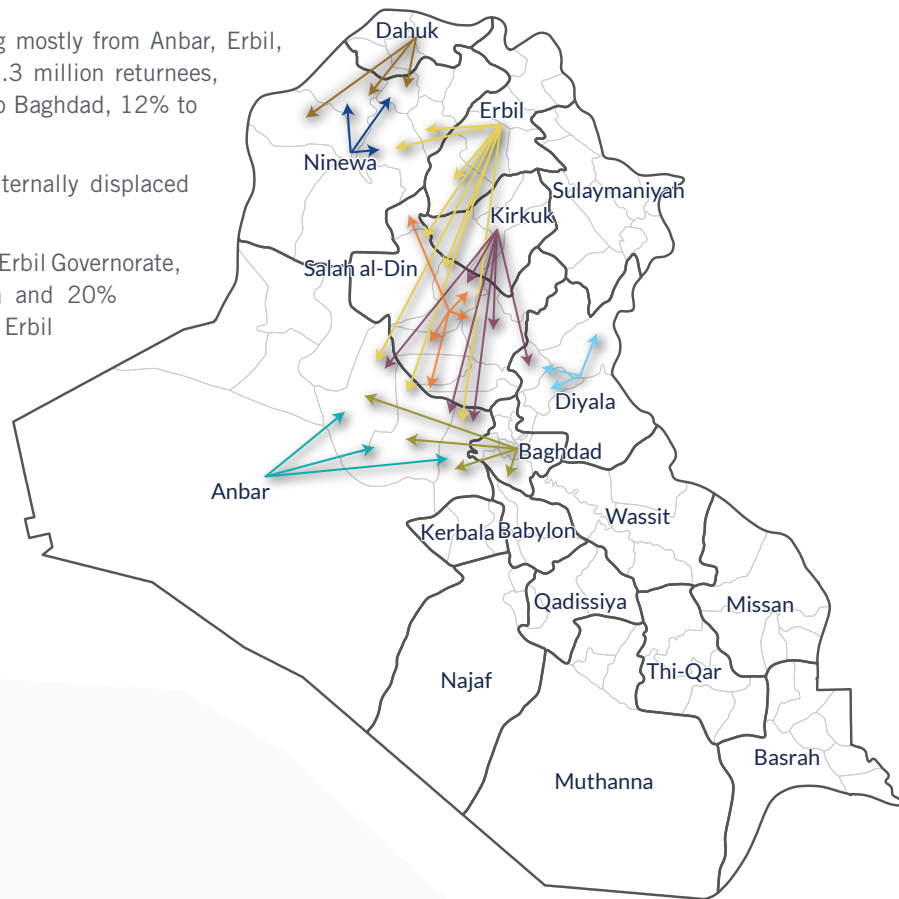 g mostly from Anbar, Erbil,
.3 million returnees,
o Baghdad, 12% to
ternally displaced
Erbil Governorate,
and 20%
Erbil
Dahuk
Erbil
Ninewa
Sulaymaniyah
Kirkuk
Salah al-Din
Diyala
Baghdad
Anbar
Wassit
Kerbala
Babylon
Qadissiya
Missan
Thi-Qar
Najaf
Basrah
Muthanna